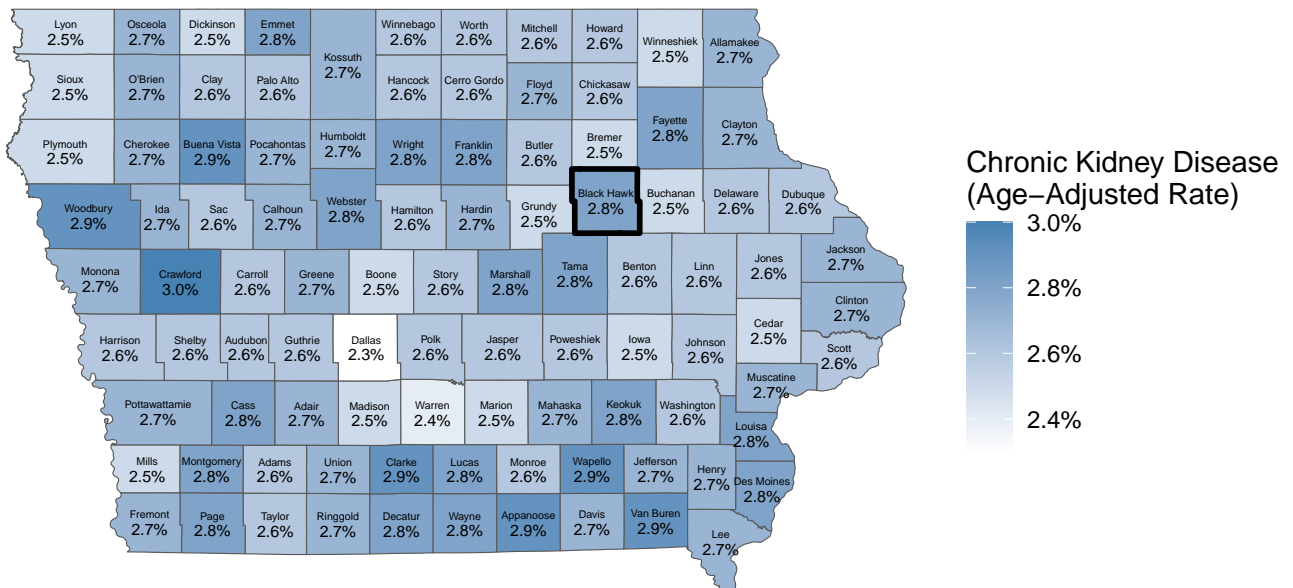 Lyon
2.5%
Osceola
2.7%
Dickinson
2.5%
Emmet
2.8%
Kossuth
2.7%
Winnebago
2.6%
Worth
2.6%
Mitchell
2.6%
Howard
2.6%
Winneshiek
2.5%
Allamakee
2.7%
Sioux
2.5%
O'Brien
2.7%
Clay
2.6%
Palo Alto
2.6%
Hancock
2.6%
Cerro Gordo
2.6%
Floyd
2.7%
Chickasaw
2.6%
Fayette
2.8%
Clayton
2.7%
Plymouth
2.5%
Cherokee
2.7%
Buena Vista
2.9%
Pocahontas
2.7%
Humboldt
2.7%
Wright
2.8%
Franklin
2.8%
Butler
2.6%
Bremer
2.5%
Woodbury
2.9%
Ida
2.7%
Sac
2.6%
Calhoun
2.7%
Webster
2.8%
Hamilton
2.6%
Hardin
2.7%
Grundy
2.5%
Black Hawk
2.8%
Buchanan
2.5%
Delaware
2.6%
Dubuque
2.6%
Monona
2.7%
Crawford
3.0%
Carroll
2.6%
Greene
2.7%
Boone
2.5%
Story
2.6%
Marshall
2.8%
Tama
2.8%
Benton
2.6%
Linn
2.6%
Jones
2.6%
Jackson
2.7%
Clinton
2.7%
Harrison
2.6%
Shelby
2.6%
Audubon
2.6%
Guthrie
2.6%
Dallas
2.3%
Polk
2.6%
Jasper
2.6%
Poweshiek
2.6%
Iowa
2.5%
Johnson
2.6%
Cedar
2.5%
Scott
2.6%
Muscatine
2.7%
Pottawattamie
2.7%
Cass
2.8%
Adair
2.7%
Madison
2.5%
Warren
2.4%
Marion
2.5%
Mahaska
2.7%
Keokuk
2.8%
Washington
2.6%
Louisa
2.8%
Mills
2.5%
Montgomery
2.8%
Adams
2.6%
Union
2.7%
Clarke
2.9%
Lucas
2.8%
Monroe
2.6%
Wapello
2.9%
Jefferson
2.7%
Henry
2.7%
Des Moines
2.8%
Fremont
2.7%
Page
2.8%
Taylor
2.6%
Ringgold
2.7%
Decatur
2.8%
Wayne
2.8%
Appanoose
2.9%
Davis
2.7%
Van Buren
2.9%
Lee
2.7%
Chronic Kidney Disease
(Age−Adjusted Rate)
3.0%
2.8%
2.6%
2.4%